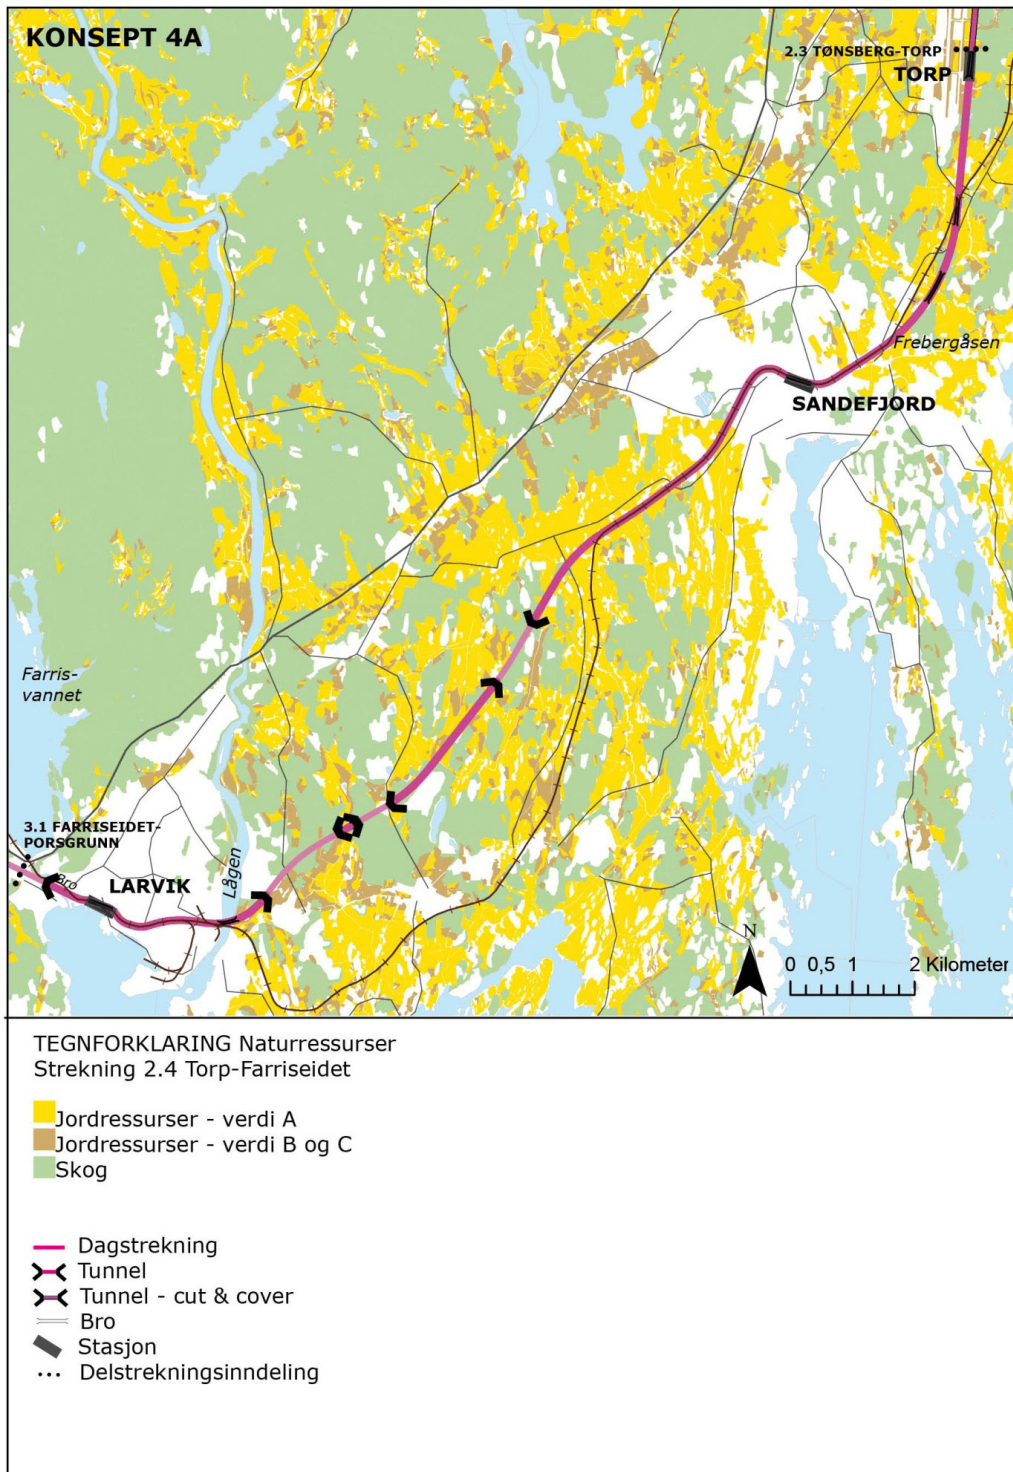 KONSEPT 4A
2.3 TØNSBERG-TORP
TORP
Frebergåsen
SANDEFJORD
Farris-
vannet
3.1 FARRISEIDET-
PORSGRUNN
Bro
LARVIK
Lågen
N
0 0,5 1 2 Kilometer
TEGNFORKLARING Naturressurser
Strekning 2.4 Torp-Farriseidet
Jordressurser - verdi A
Jordressurser - verdi B og C
Skog
Dagstrekning
Tunnel
Tunnel - cut & cover
Bro
Stasjon
Delstrekningsinndeling